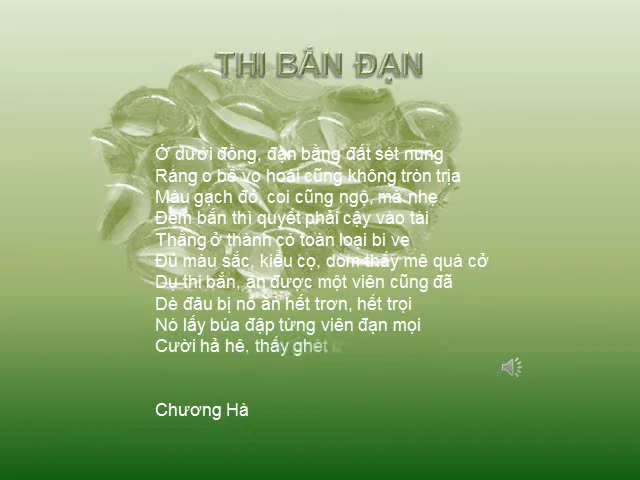 THI BẮN ĐẠN
Ở dưới đồng, đạn bằng đất sét nung
Ráng o bế vo hoài cũng không tròn trịa
Màu gạch đỏ, coi cũng ngộ, mà nhẹ
Đem bắn thì quyết phải cậy vào tài
Thằng ở thành có toàn loại bi ve
Đủ màu sắc, kiểu cọ, dòm thấy mê quá cở
Dụ thi bắn, ăn được một viên cũng đã
Dè đâu bị nó ăn hết trơn, hết trọi
Nó lấy búa đập từng viên đạn mọi
Cười hả hê, thấy ghét
Chương Hà